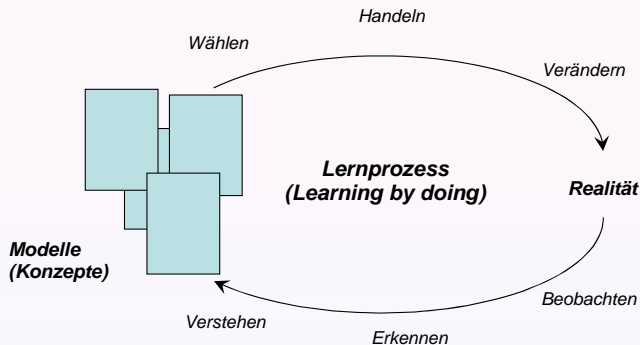 Handeln
Wählen
Verändern
Lernprozess
(Learning by doing)
Realität
Modelle
(Konzepte)
Beobachten
Verstehen
Erkennen